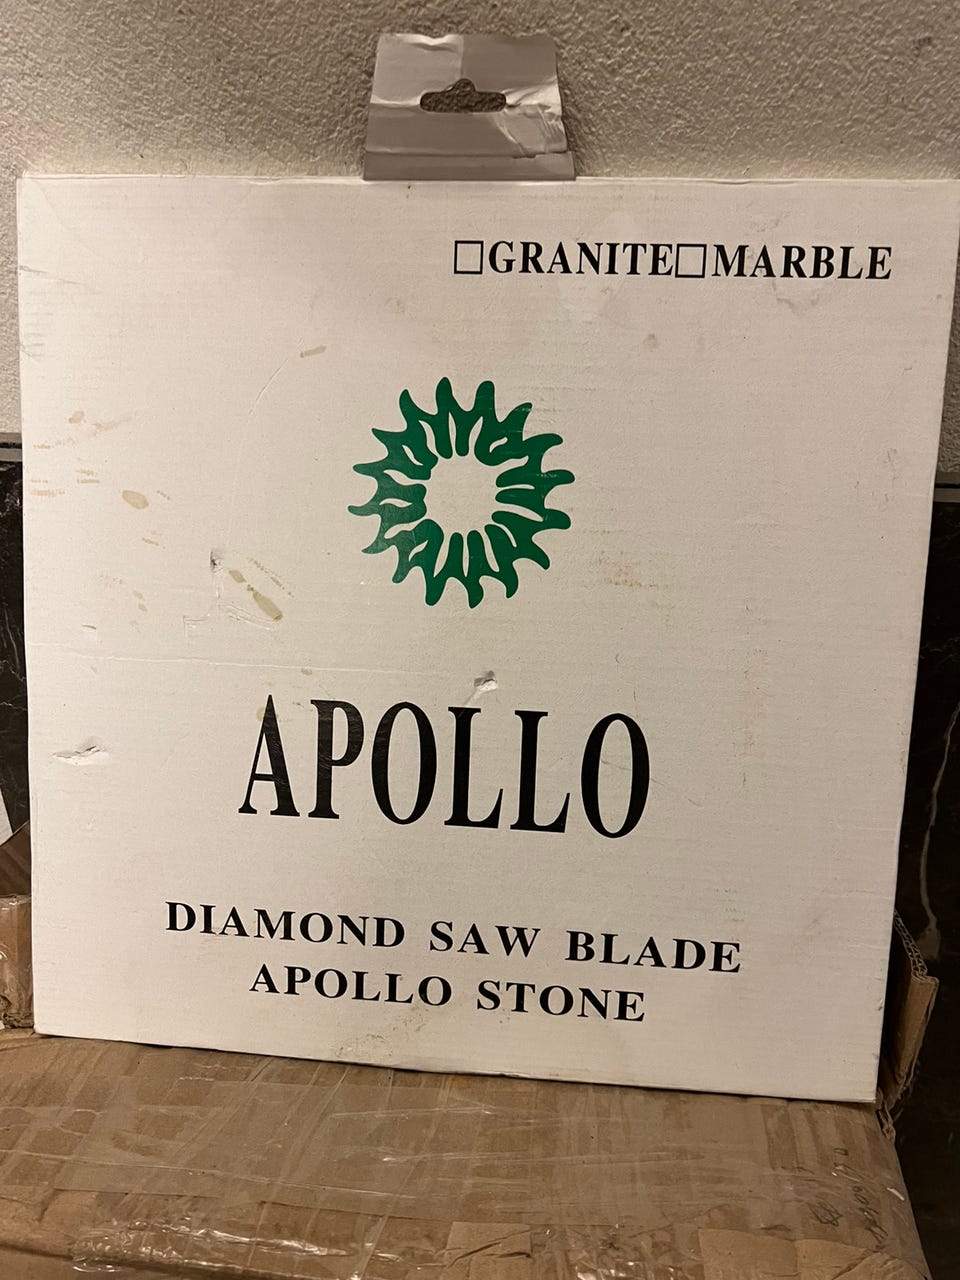 ☐GRANITE☐MARBLE
APOLLO
DIAMOND SAW BLADE
APOLLO STONE